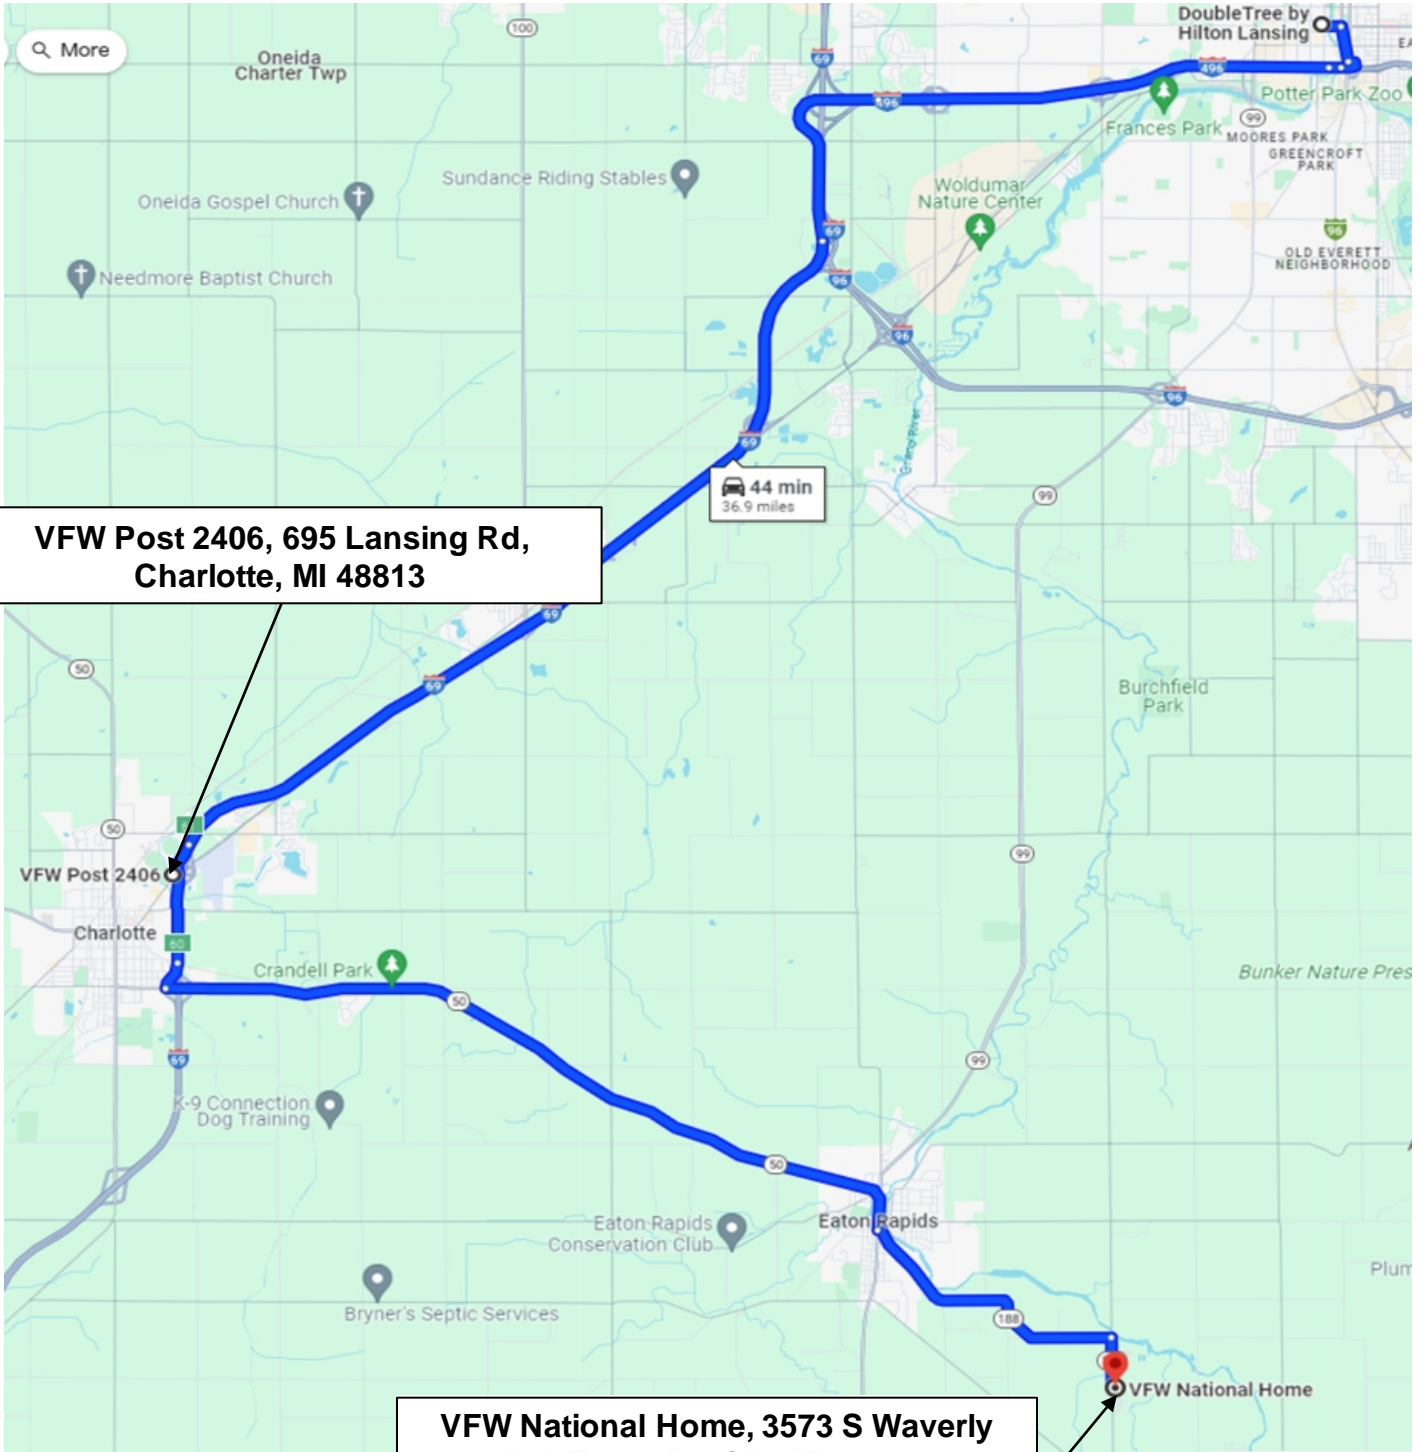 More
100
Oneida
Charter Twp
69
DoubleTree by
Hilton Lansing
496
Potter Park Zoo
99
Frances Park
MOORES PARK
GREENCROFT
PARK
Sundance Riding Stables
Woldumar
Nature Center
Oneida Gospel Church
69
96
OLD EVERETT
NEIGHBORHOOD
Needmore Baptist Church
96
96
96
69
Grand River
44 min
36.9 miles
99
VFW Post 2406, 695 Lansing Rd,
Charlotte, MI 48813
69
50
69
Burchfield
Park
50
99
VFW Post 2406
Charlotte
60
Crandell Park
50
Bunker Nature Pres
69
99
K-9 Connection
Dog Training
50
Eaton Rapids
Conservation Club
Eaton Rapids
Plum
Bryner's Septic Services
188
VFW National Home
VFW National Home, 3573 S Waverly